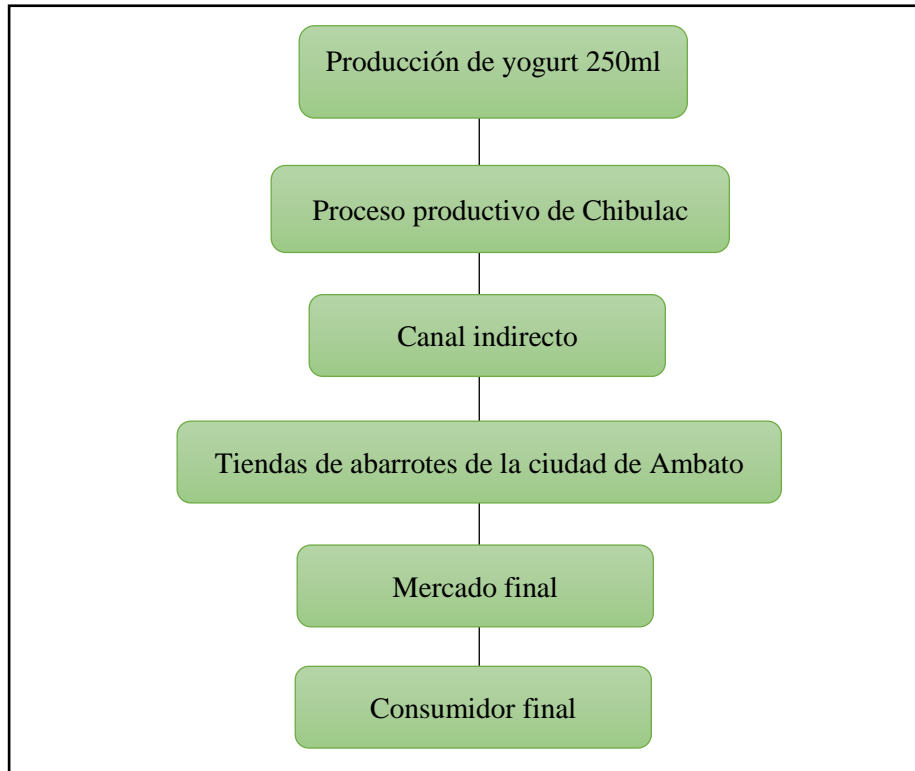 Producción de yogurt 250ml
Proceso productivo de Chibulac
Canal indirecto
Tiendas de abarrotes de la ciudad de Ambato
Mercado final
Consumidor final